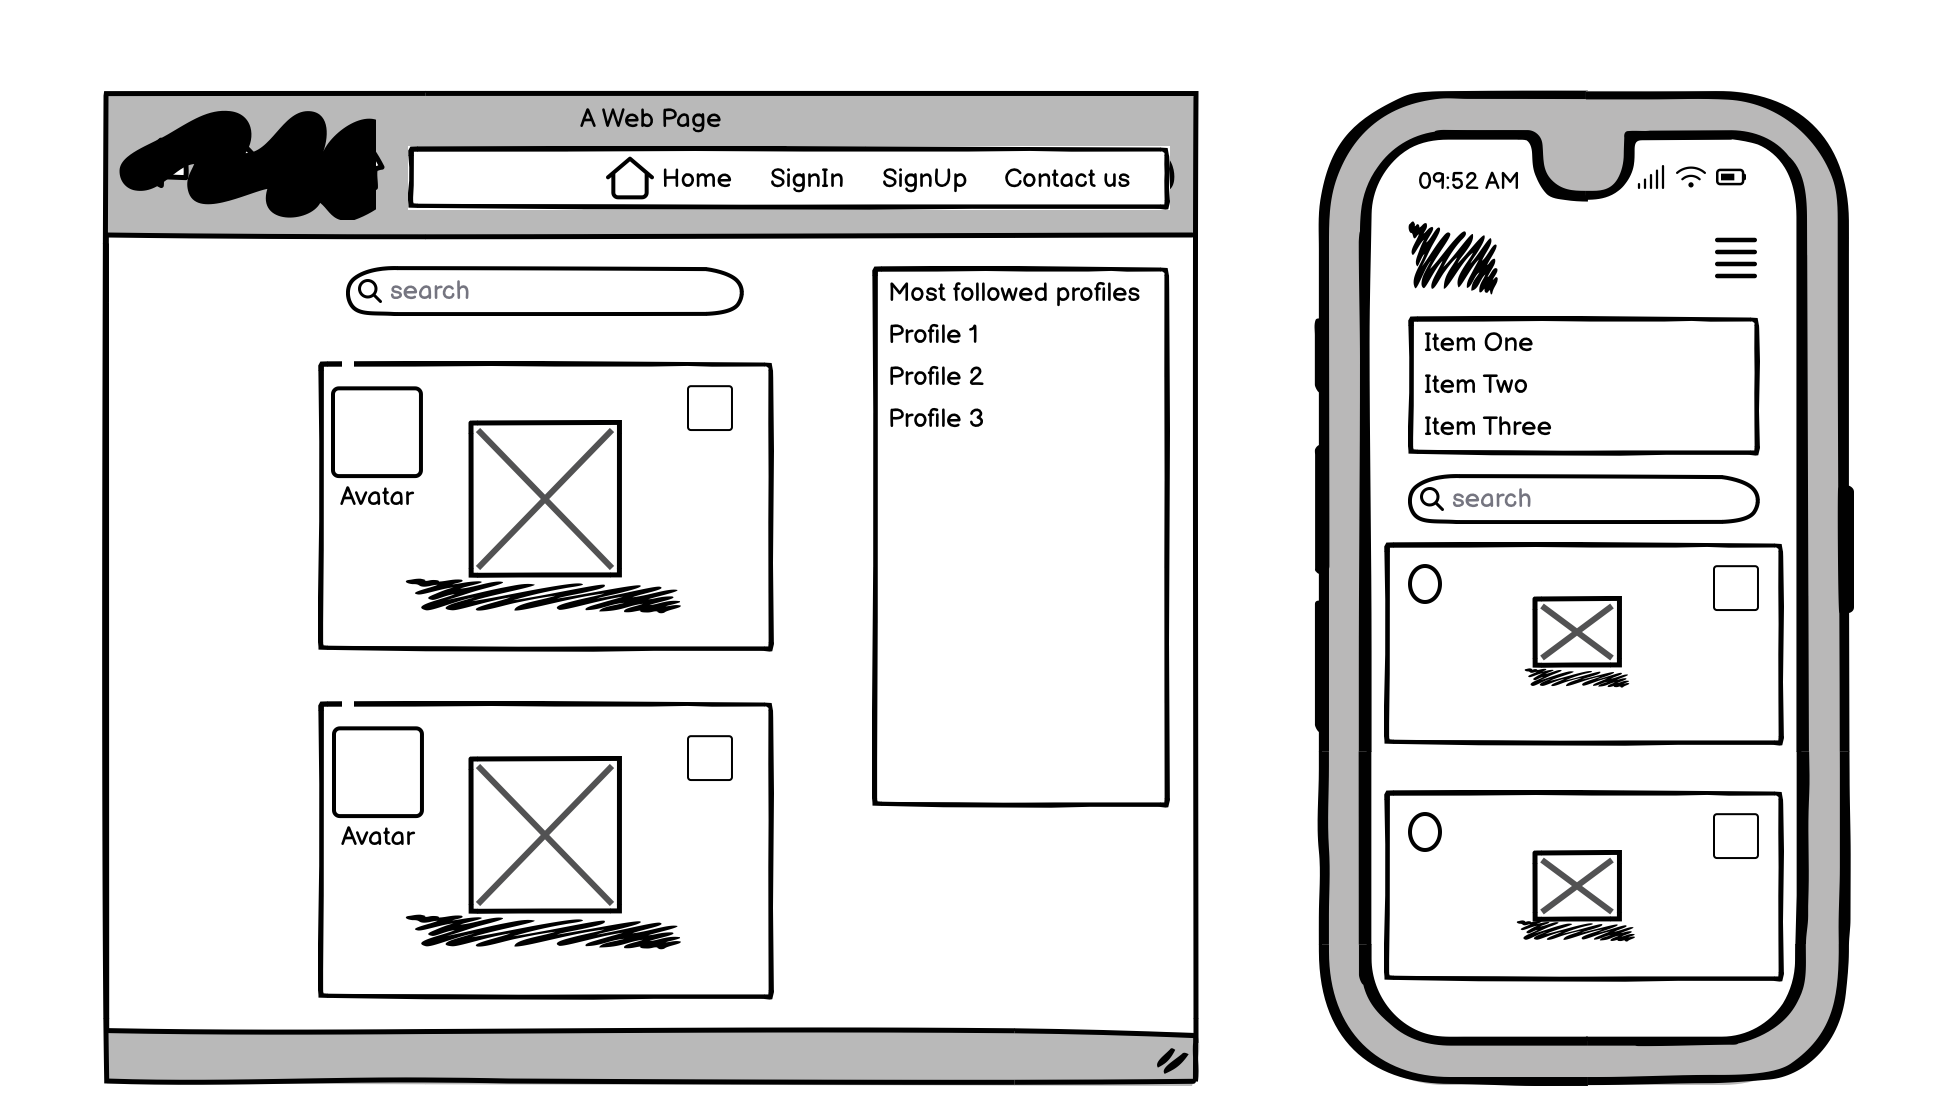 A Web Page
Home SignIn SignUp Contact us
search
Most followed profiles
Profile 1
Profile 2
Profile 3
Avatar
Avatar
09:52 AM
Item One
Item Two
Item Three
search